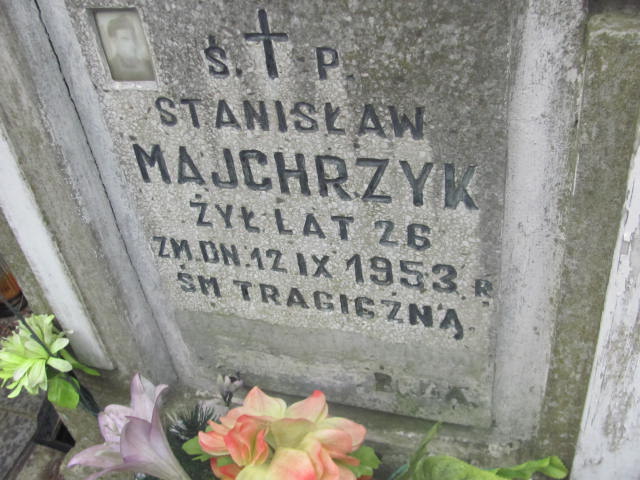 Ś. P.
STANISŁAW
MAJCHRZYK
ŻYŁ LAT 26
ZM. DN. 12 IX 1953. R.
ŚM TRAGICZNĄ